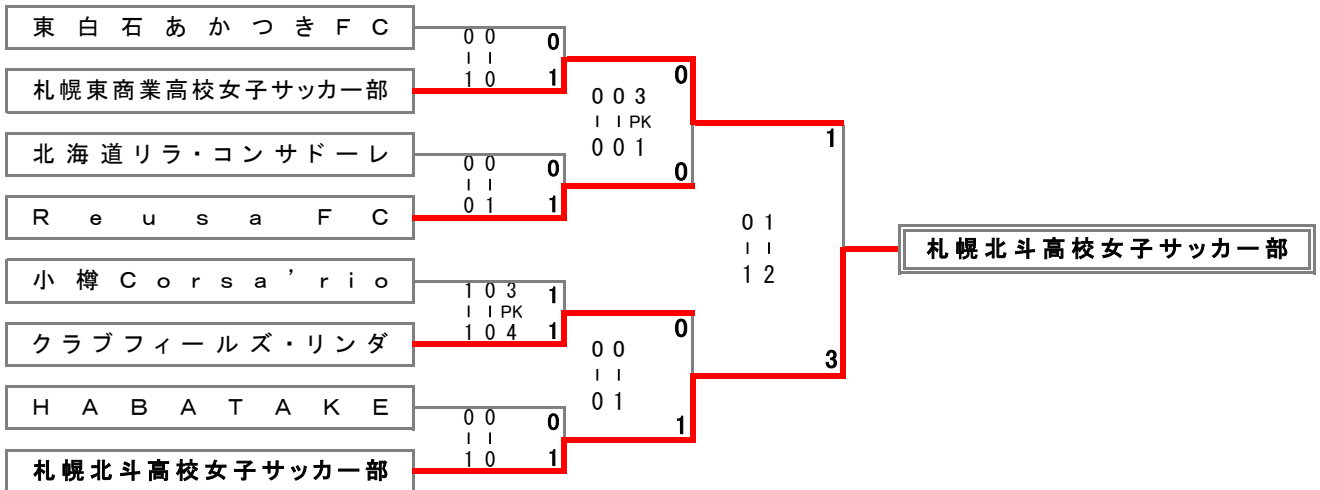 東白石あかつきFC
0 0 0
1 0 1
札幌東商業高校女子サッカー部
0 0 3 0
PK
0 0 1 0
北海道リラ・コンサドーレ
0 0 0
0 1 1
Reusa FC
0 1 1
1 2 3
札幌北斗高校女子サッカー部
小樽Corsa'rio
1 0 3 1
PK
1 0 4 1
クラブフィールズ・リンダ
0 0 0
0 1 1
HABATAKE
0 0 0
1 0 1
札幌北斗高校女子サッカー部